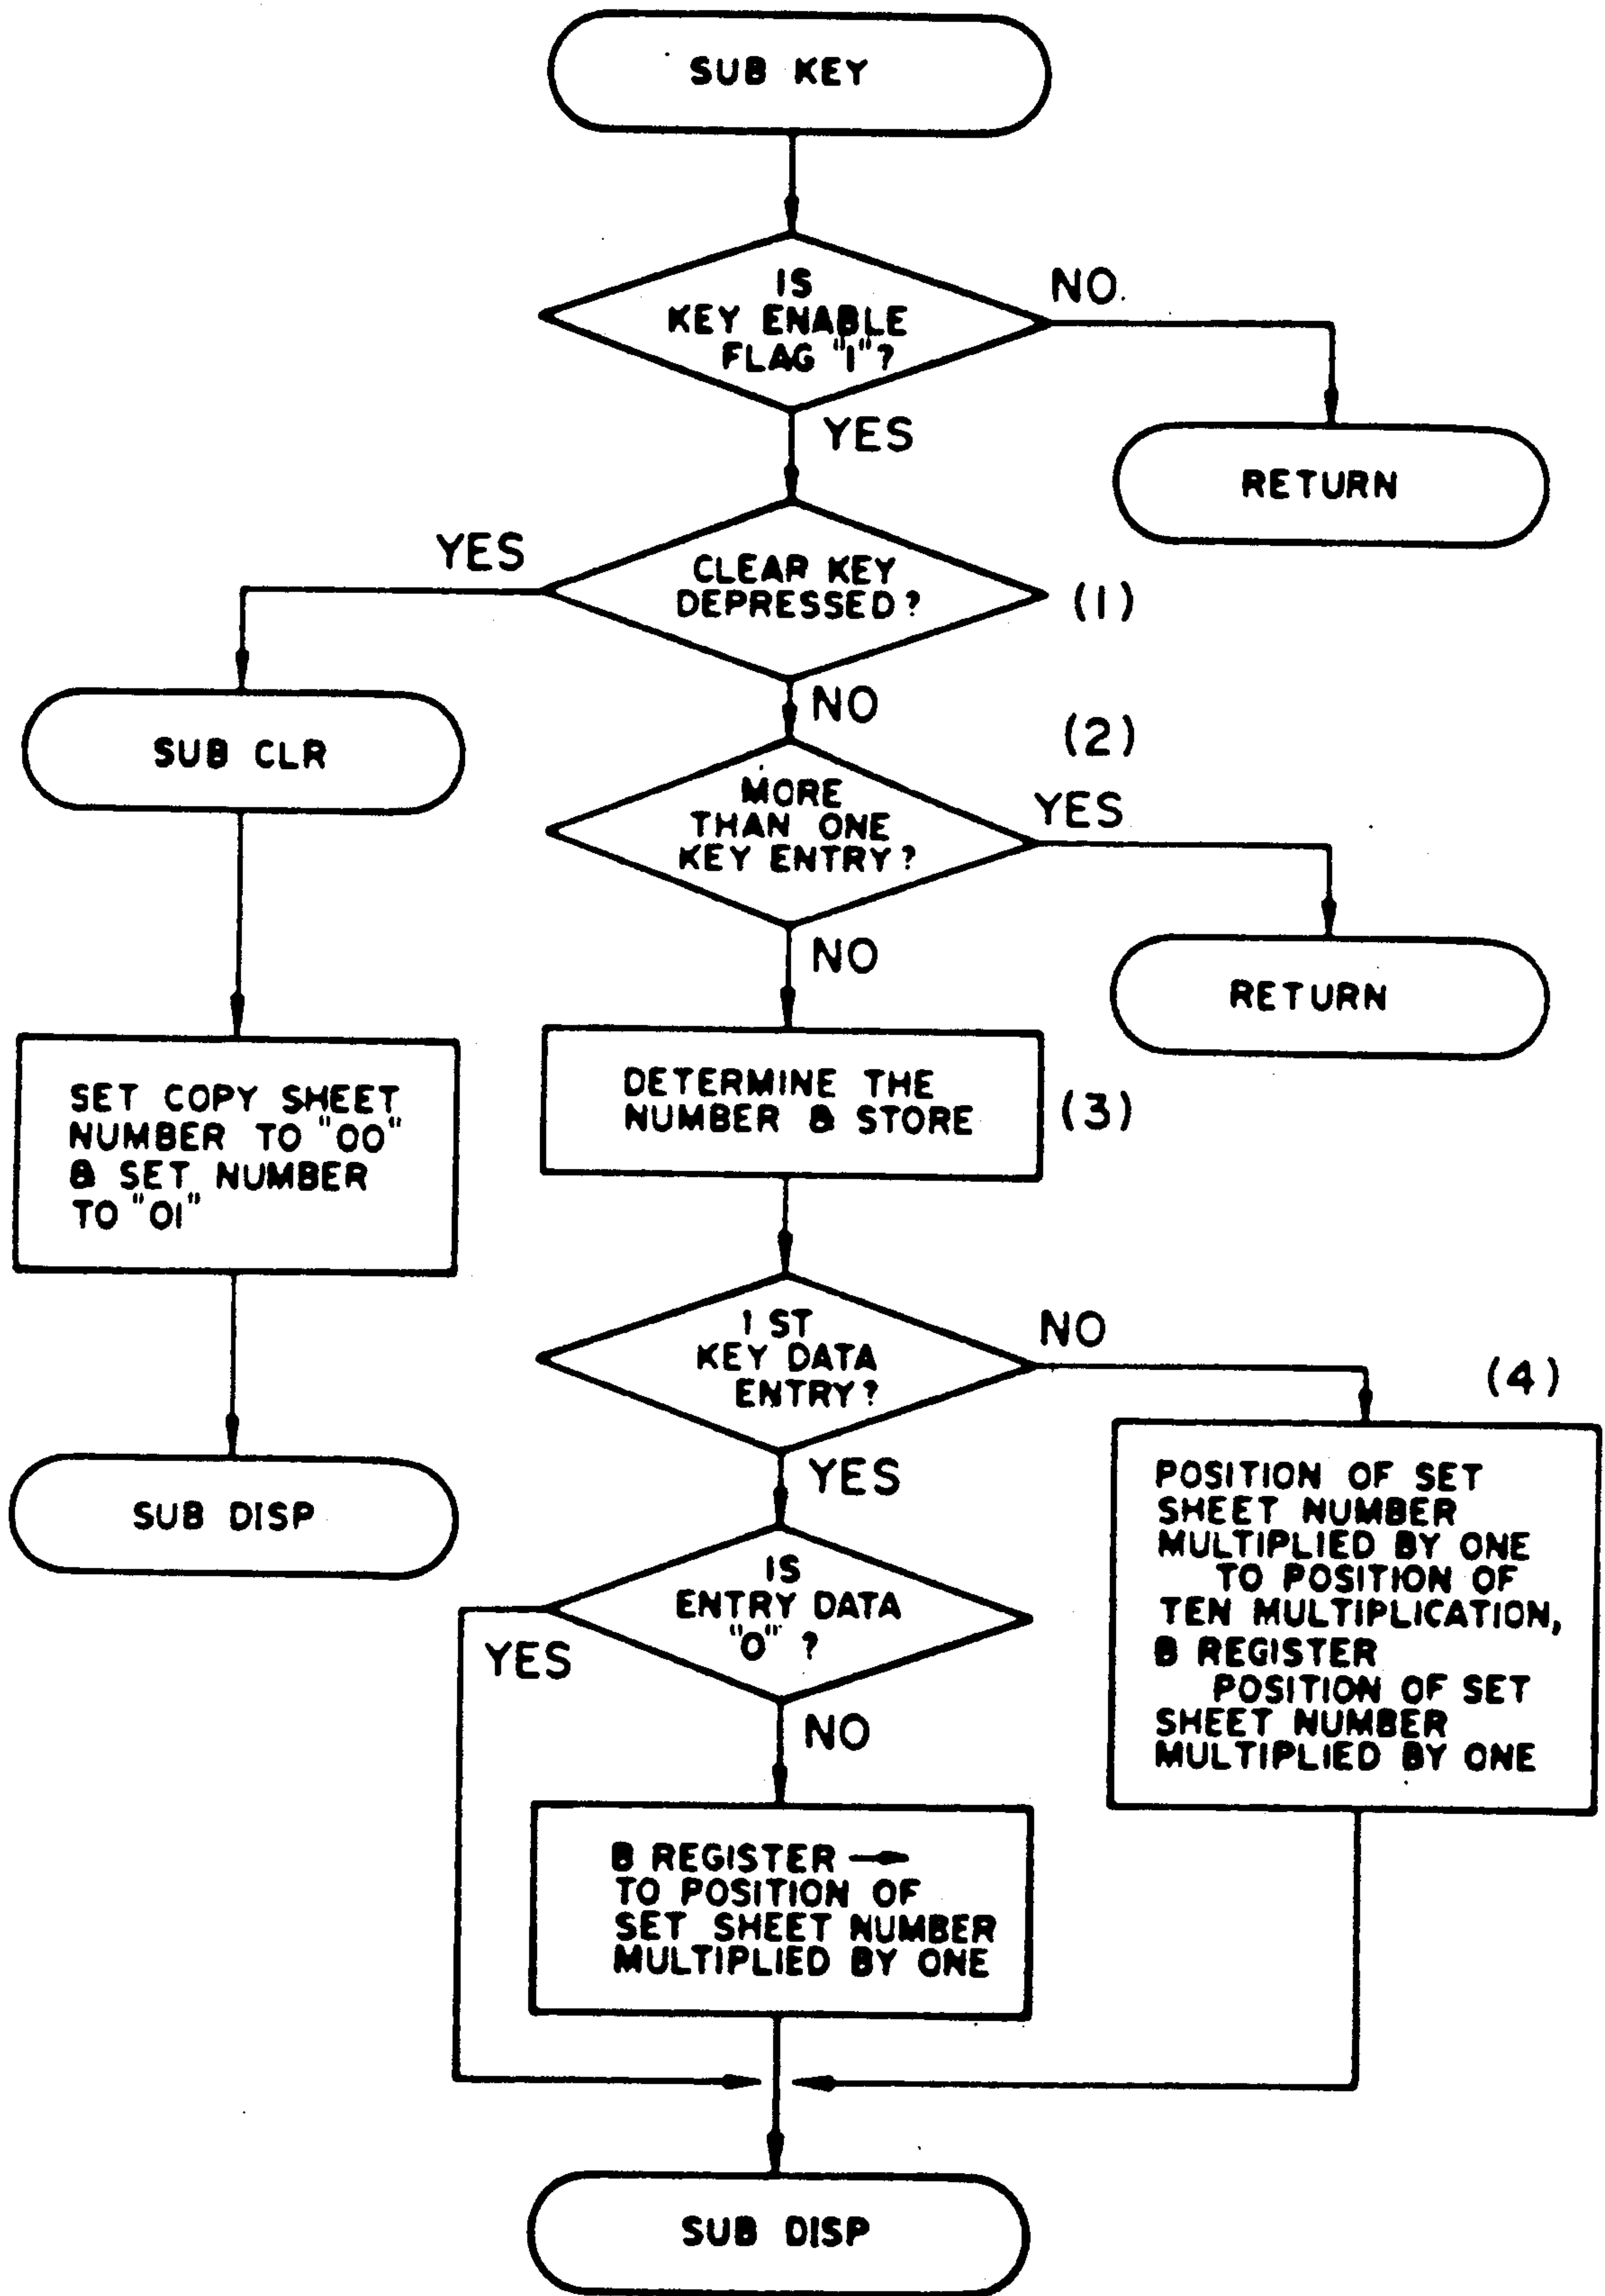 SUB KEY
IS
KEY ENABLE
FLAG "1"?
NO.
YES
RETURN
YES
CLEAR KEY
DEPRESSED?
(1)
NO
SUB CLR
(2)
MORE
THAN ONE
KEY ENTRY?
YES
NO
RETURN
SET COPY SHEET
NUMBER TO "00"
& SET NUMBER
TO "01"
DETERMINE THE
NUMBER & STORE
(3)
1 ST
KEY DATA
ENTRY?
NO
(4)
YES
SUB DISP
POSITION OF SET
SHEET NUMBER
MULTIPLIED BY ONE
TO POSITION OF
TEN MULTIPLICATION,
B REGISTER
POSITION OF SET
SHEET NUMBER
MULTIPLIED BY ONE
IS
ENTRY DATA
"0" ?
YES
NO
B REGISTER →
TO POSITION OF
SET SHEET NUMBER
MULTIPLIED BY ONE
SUB DISP